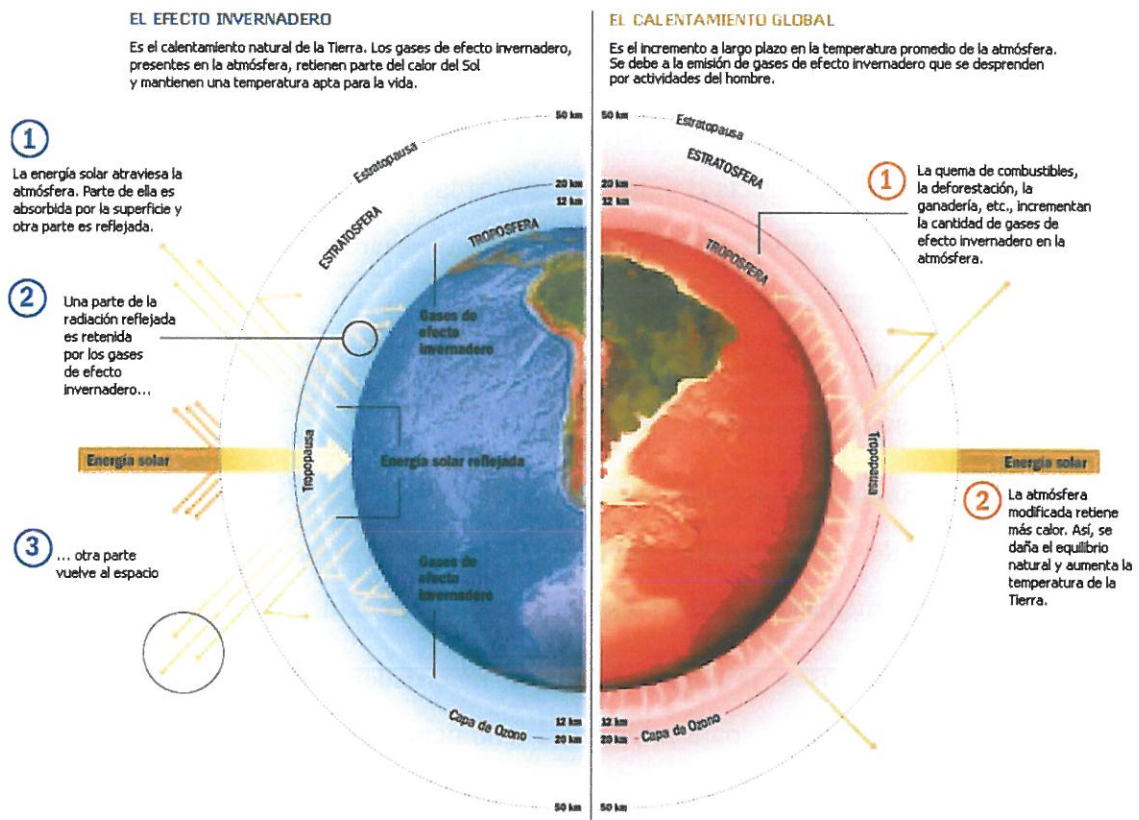 EL EFECTO INVERNADERO
Es el calentamiento natural de la Tierra. Los gases de efecto invernadero,
presentes en la atmósfera, retienen parte del calor del Sol
y mantienen una temperatura apta para la vida.
1
La energía solar atraviesa la
atmósfera. Parte de ella es
absorbida por la superficie y
otra parte es reflejada.
2
Una parte de la
radiación reflejada
es retenida
por los gases
de efecto
invernadero...
Energía solar
3
... otra parte
vuelve al espacio
50 km
Estratopausa
20 km
12 km
ESTRATOSFERA
TROPOSFERA
Gases de
efecto
invernadero
Tropopausa
Energía solar reflejada
Gases de
efecto
invernadero
Capa de Ozono
12 km
20 km
50 km
EL CALENTAMIENTO GLOBAL
Es el incremento a largo plazo en la temperatura promedio de la atmósfera.
Se debe a la emisión de gases de efecto invernadero que se desprenden
por actividades del hombre.
50 km
Estratopausa
ESTRATOSFERA
20 km
12 km
TROPOSFERA
1
La quema de combustibles,
la deforestación, la
ganadería, etc., incrementan
la cantidad de gases de
efecto invernadero en la
atmósfera.
Tropopausa
Energía solar
2
La atmósfera
modificada retiene
más calor. Así, se
daña el equilibrio
natural y aumenta la
temperatura de la
Tierra.
12 km
20 km
Capa de Ozono
50 km